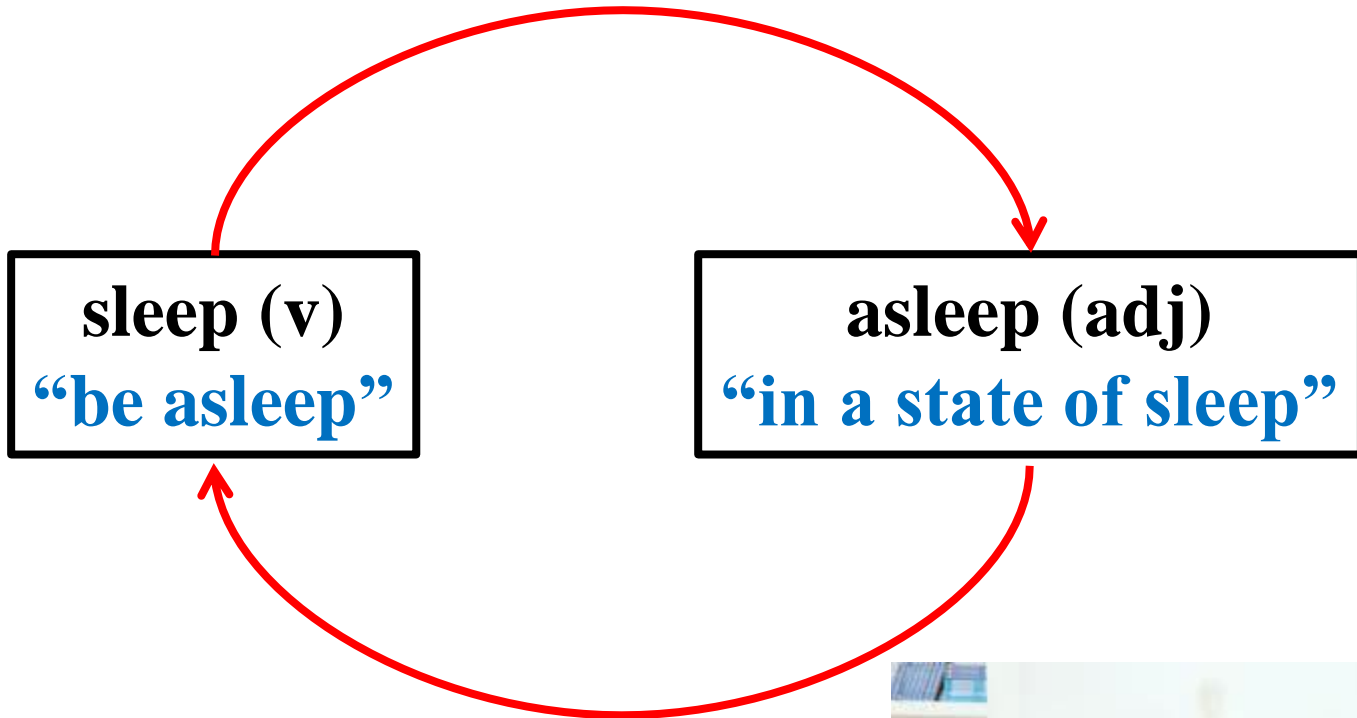 sleep (v)
“be asleep”
asleep (adj)
“in a state of sleep”